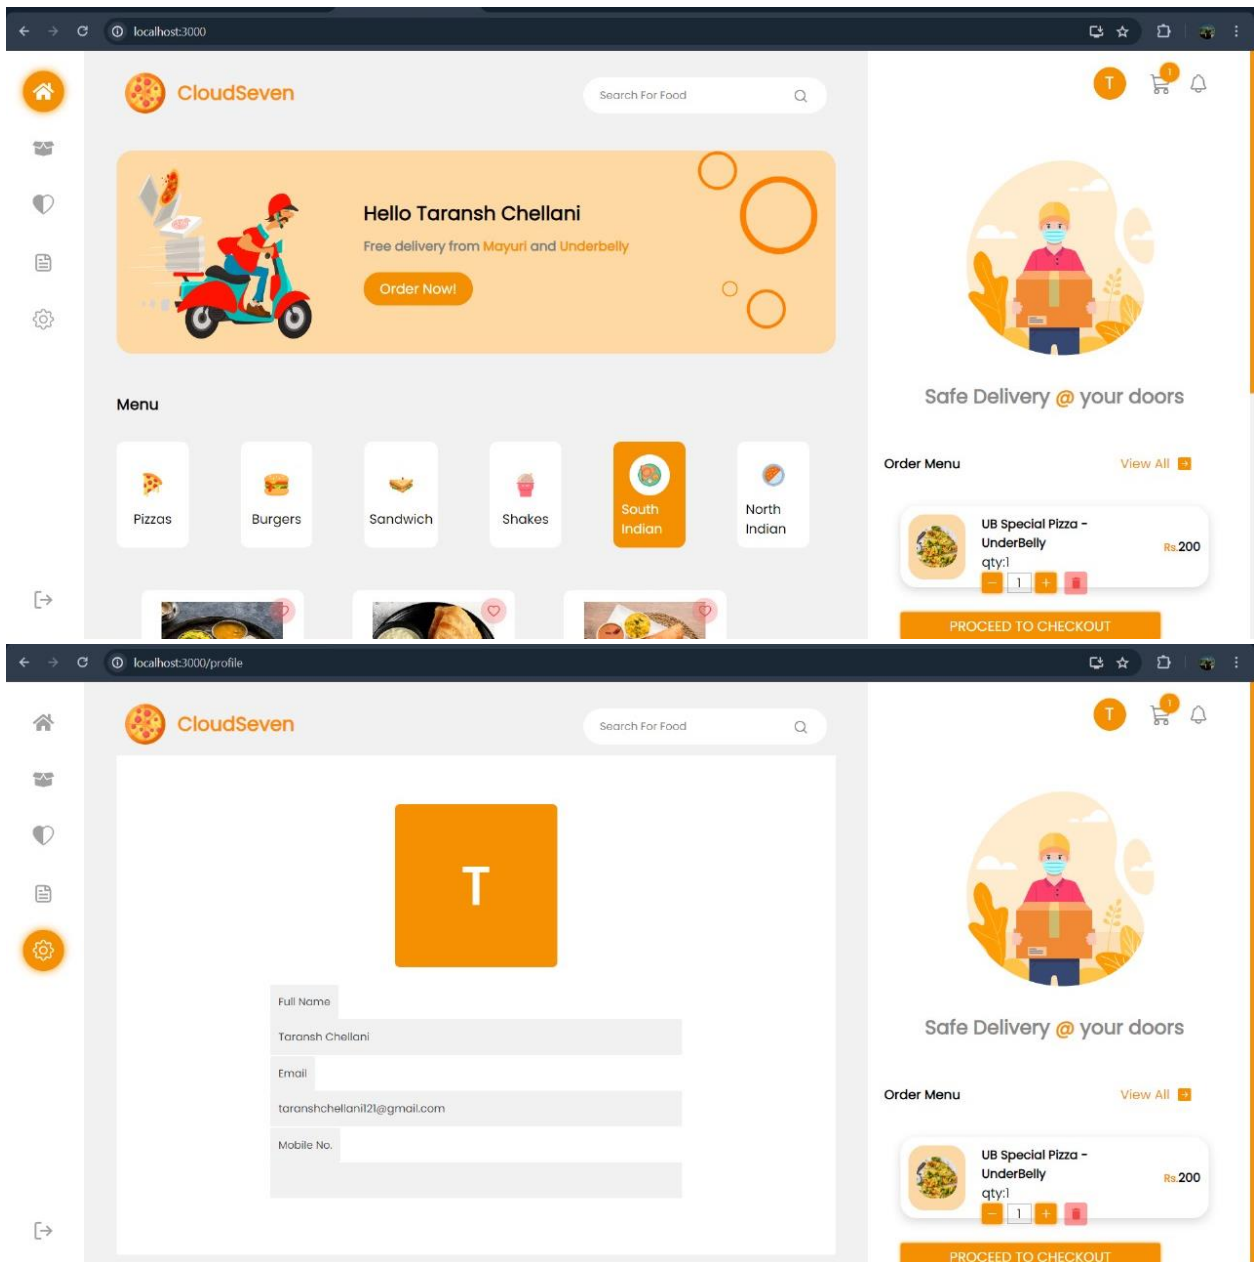 localhost:3000
CloudSeven
Search For Food
T
1
Hello Taransh Chellani
Free delivery from Mayuri and Underbelly
Order Now!
Safe Delivery @ your doors
Menu
Pizzas
Burgers
Sandwich
Shakes
South
Indian
North
Indian
Order Menu
View All
UB Special Pizza -
UnderBelly
qty:1
Rs.200
− 1 +
PROCEED TO CHECKOUT
localhost:3000/profile
CloudSeven
Search For Food
T
1
T
Full Name
Taransh Chellani
Email
taranshchellani121@gmail.com
Mobile No.
Safe Delivery @ your doors
Order Menu
View All
UB Special Pizza -
UnderBelly
qty:1
Rs.200
− 1 +
PROCEED TO CHECKOUT